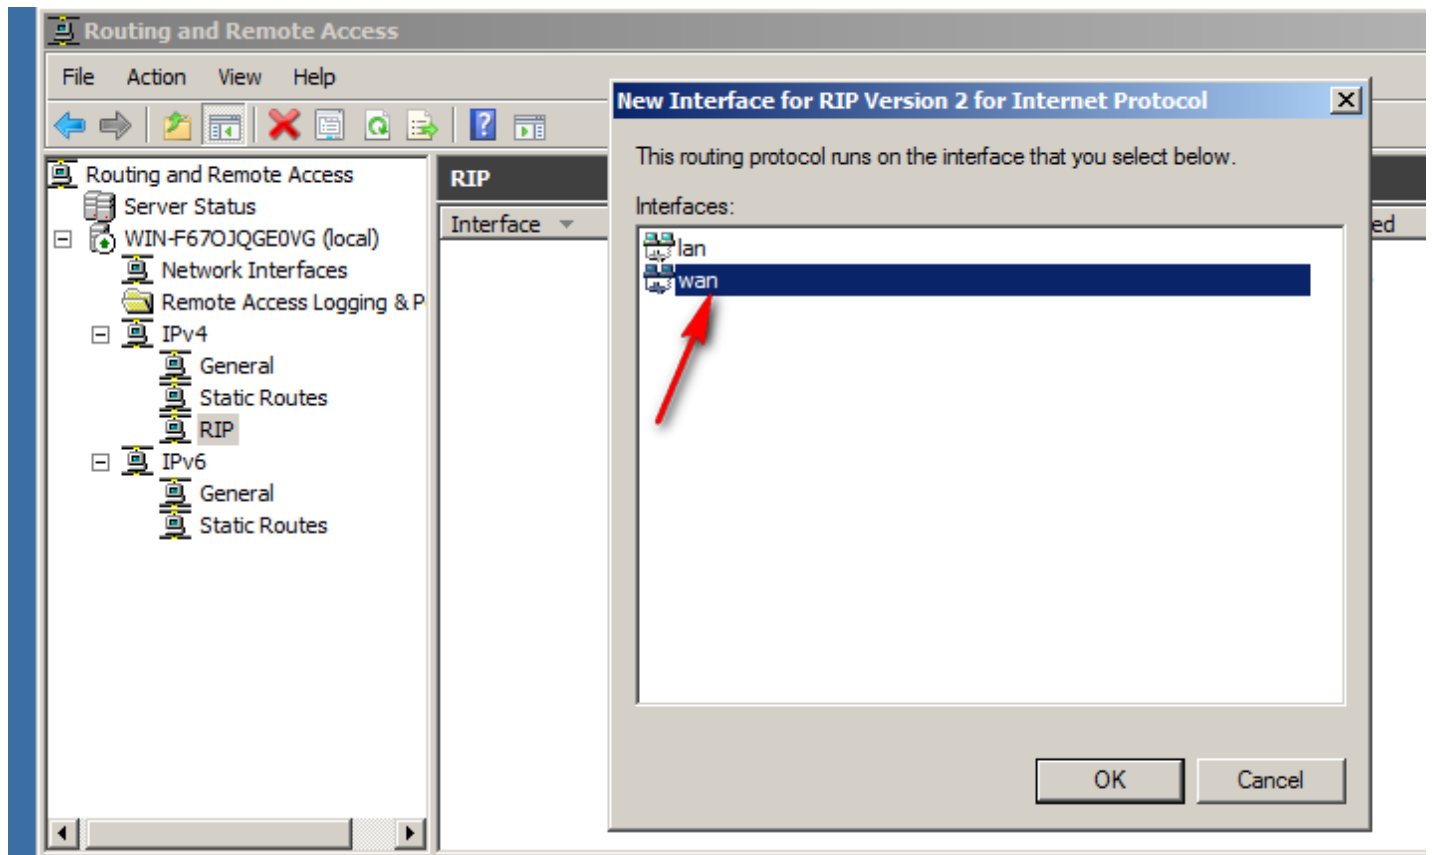 Routing and Remote Access
File Action View Help
Routing and Remote Access
Server Status
WIN-F67OJQGE0VG (local)
Network Interfaces
Remote Access Logging & P
IPv4
General
Static Routes
RIP
IPv6
General
Static Routes
RIP
Interface
ed
New Interface for RIP Version 2 for Internet Protocol
This routing protocol runs on the interface that you select below.
Interfaces:
lan
wan
OK Cancel